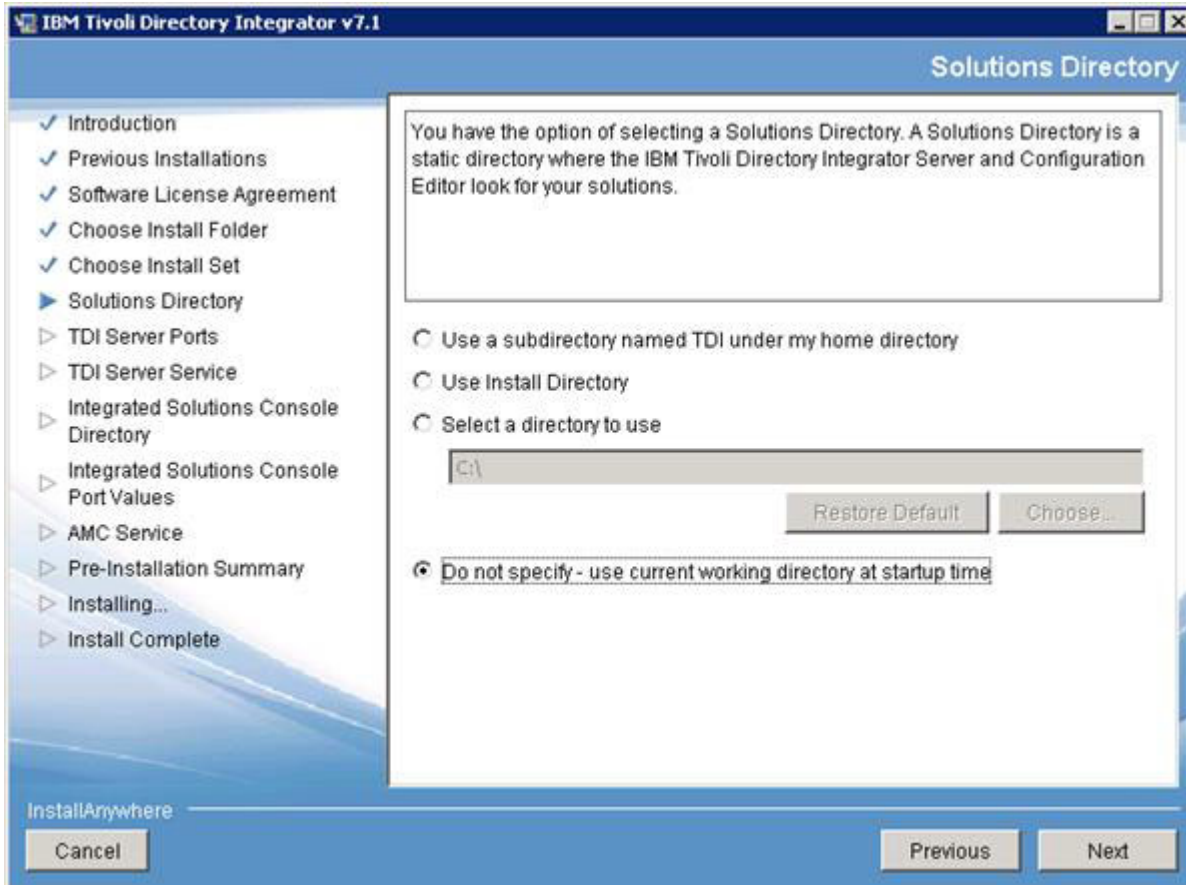 IBM Tivoli Directory Integrator v7.1
Solutions Directory
Introduction
Previous Installations
Software License Agreement
Choose Install Folder
Choose Install Set
Solutions Directory
TDI Server Ports
TDI Server Service
Integrated Solutions Console
Directory
Integrated Solutions Console
Port Values
AMC Service
Pre-Installation Summary
Installing...
Install Complete
You have the option of selecting a Solutions Directory. A Solutions Directory is a
static directory where the IBM Tivoli Directory Integrator Server and Configuration
Editor look for your solutions.
Use a subdirectory named TDI under my home directory
Use Install Directory
Select a directory to use
C:\
Restore Default
Choose...
Do not specify - use current working directory at startup time
InstallAnywhere
Cancel
Previous
Next